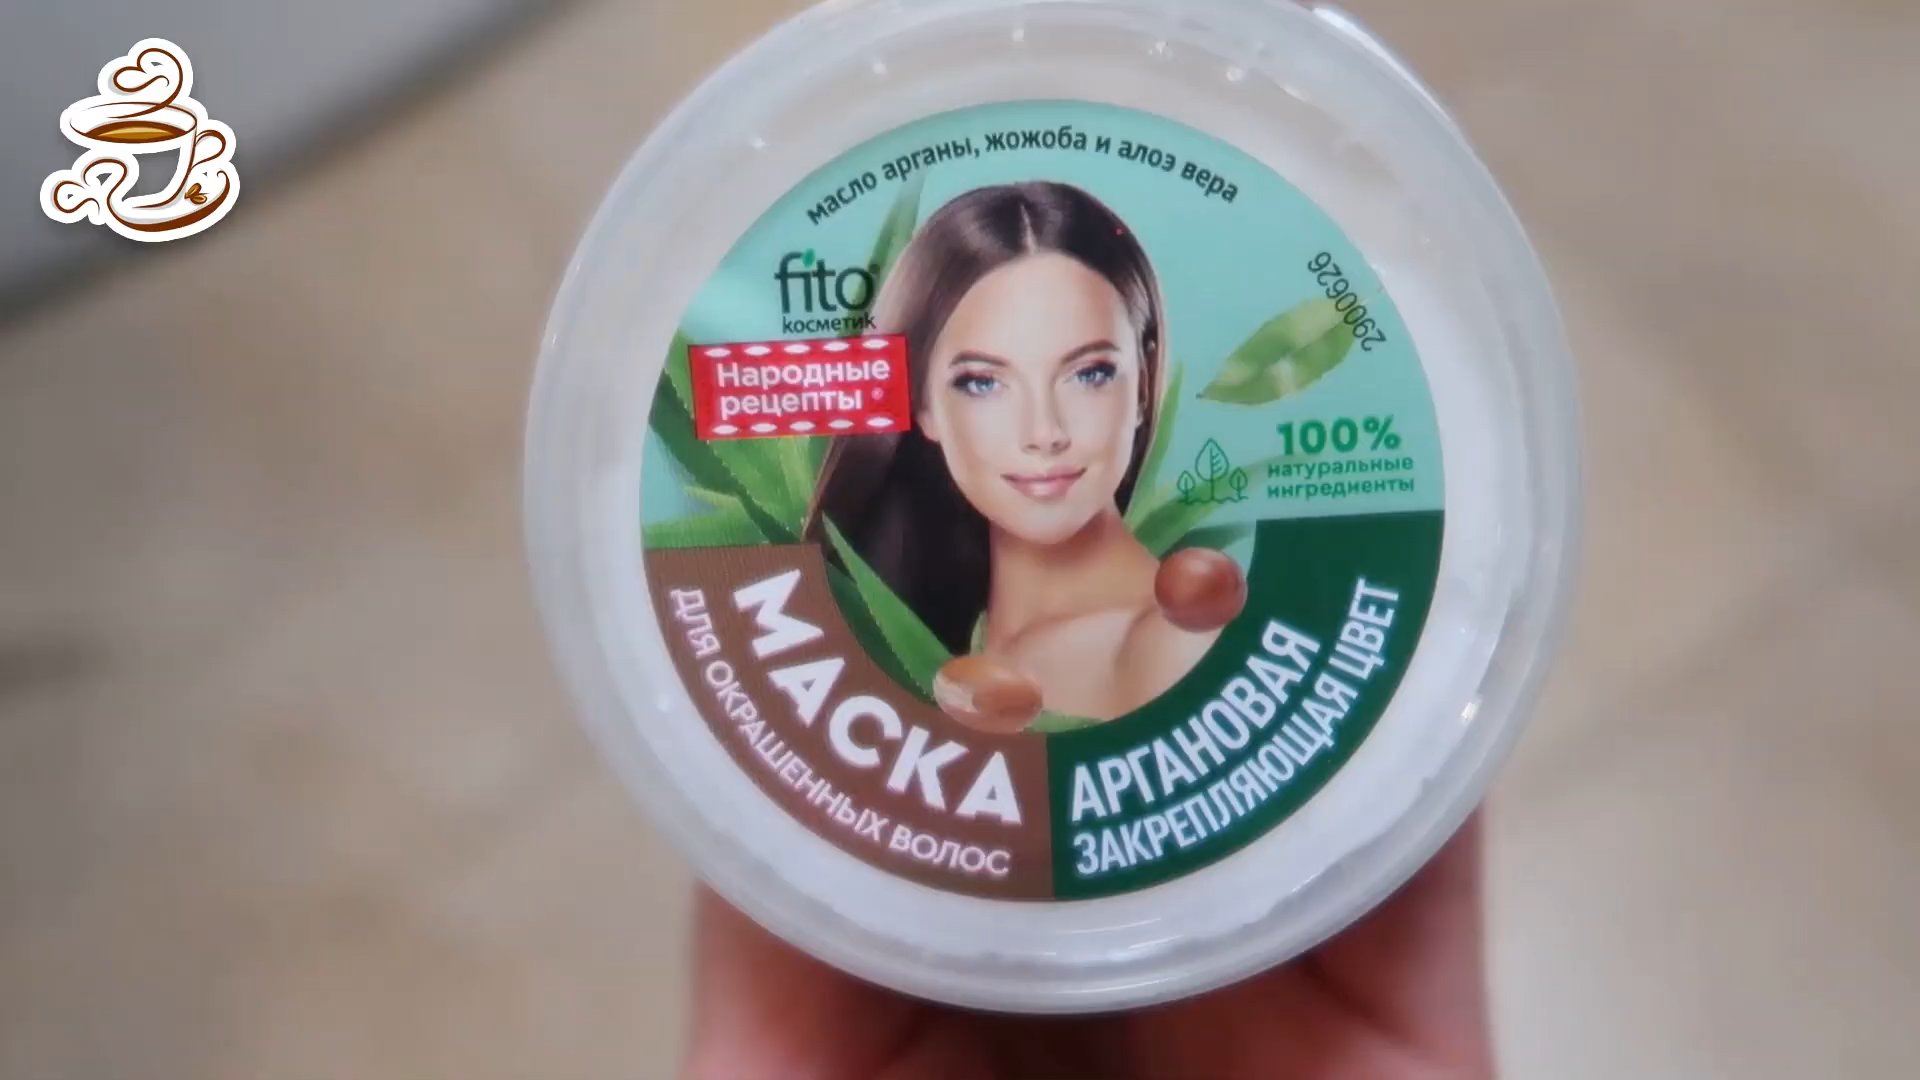 масло арганы, жожоба и алоэ вера
fito®
косметик
Народные
рецепты ®
2900626
100%
натуральные
ингредиенты
МАСКА
ДЛЯ ОКРАШЕННЫХ ВОЛОС
АРГАНОВАЯ
ЗАКРЕПЛЯЮЩАЯ ЦВЕТ